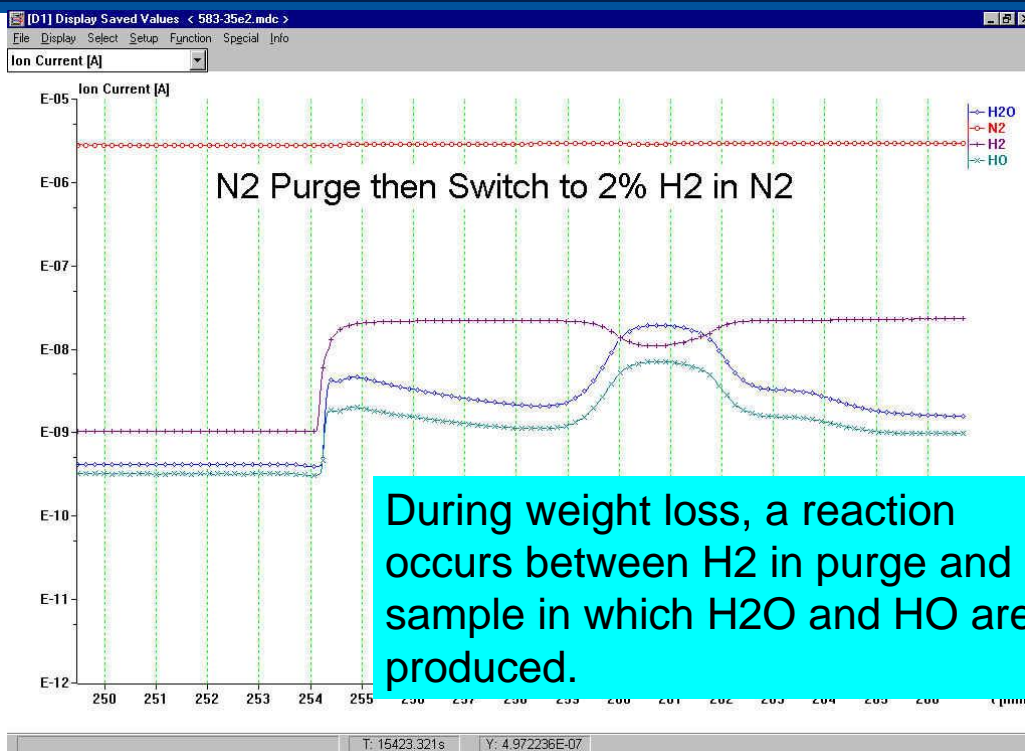 [D1] Display Saved Values < 583-35e2.mdc >
File Display Select Setup Function Special Info
Ion Current [A]
Ion Current [A]
E-05
H2O
N2
H2
HO
E-06
N2 Purge then Switch to 2% H2 in N2
E-07
E-08
E-09
E-10
During weight loss, a reaction
occurs between H2 in purge and
sample in which H2O and HO are
produced.
E-11
E-12
250 251 252 253 254 255
T: 15423.321s Y: 4.972236E-07